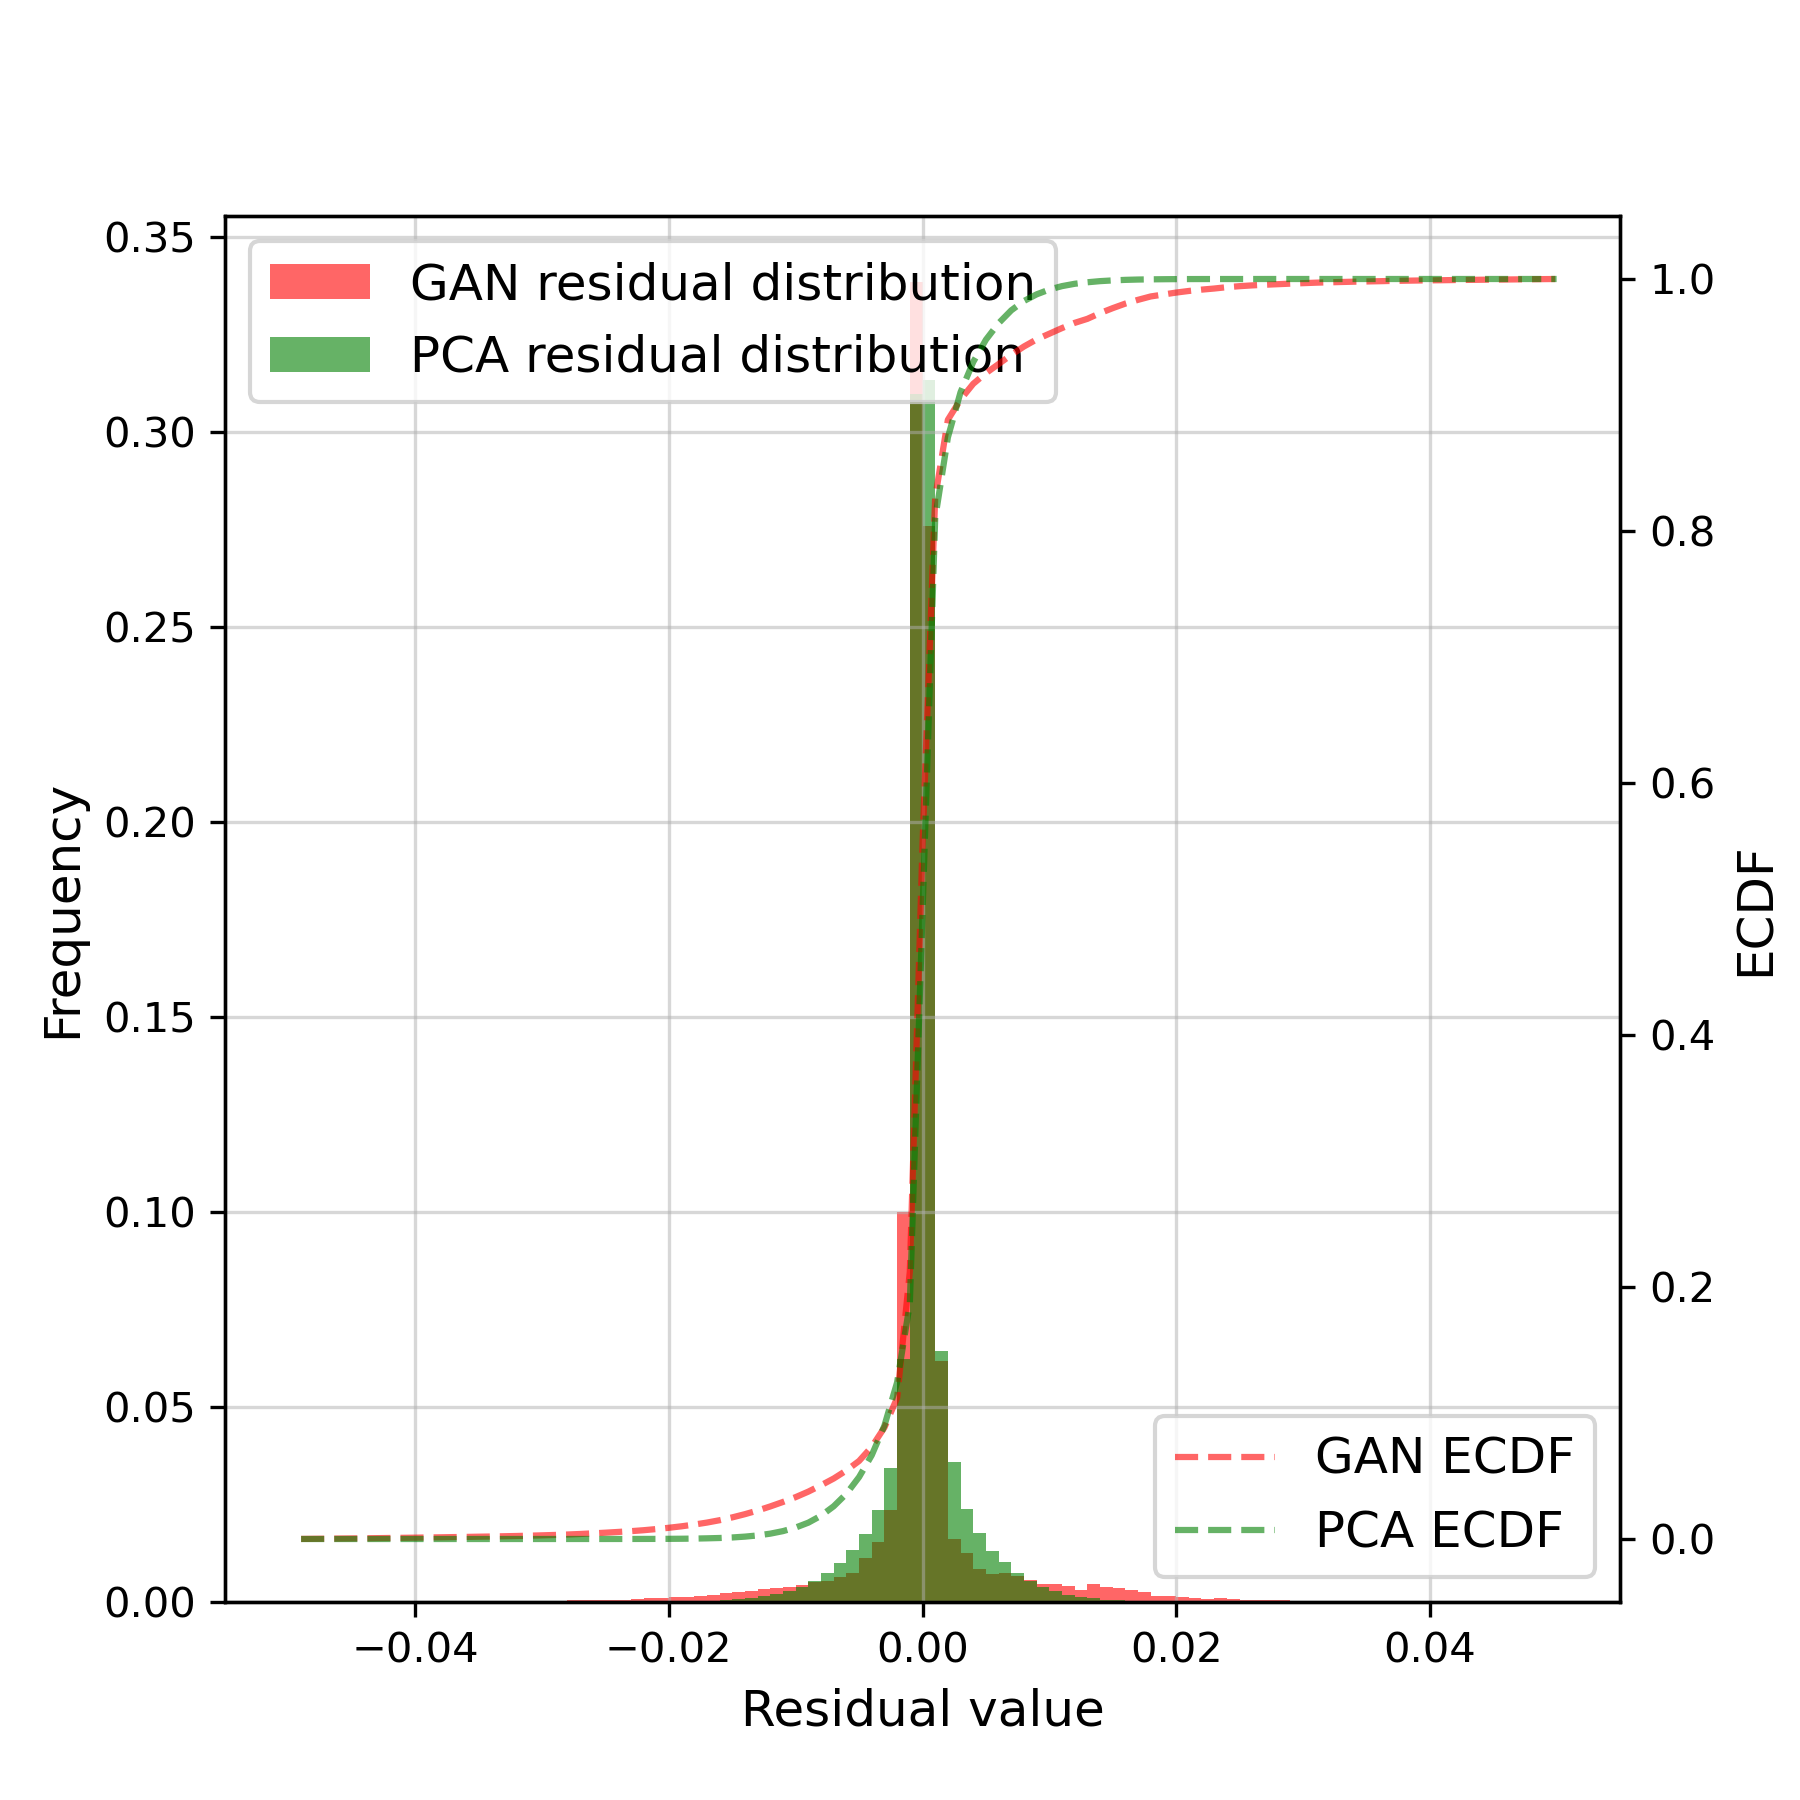 GAN residual distribution
PCA residual distribution
0.35
0.30
0.25
0.20
0.15
0.10
0.05
0.00
Frequency
1.0
0.8
0.6
0.4
0.2
0.0
ECDF
GAN ECDF
PCA ECDF
−0.04 −0.02 0.00 0.02 0.04
Residual value